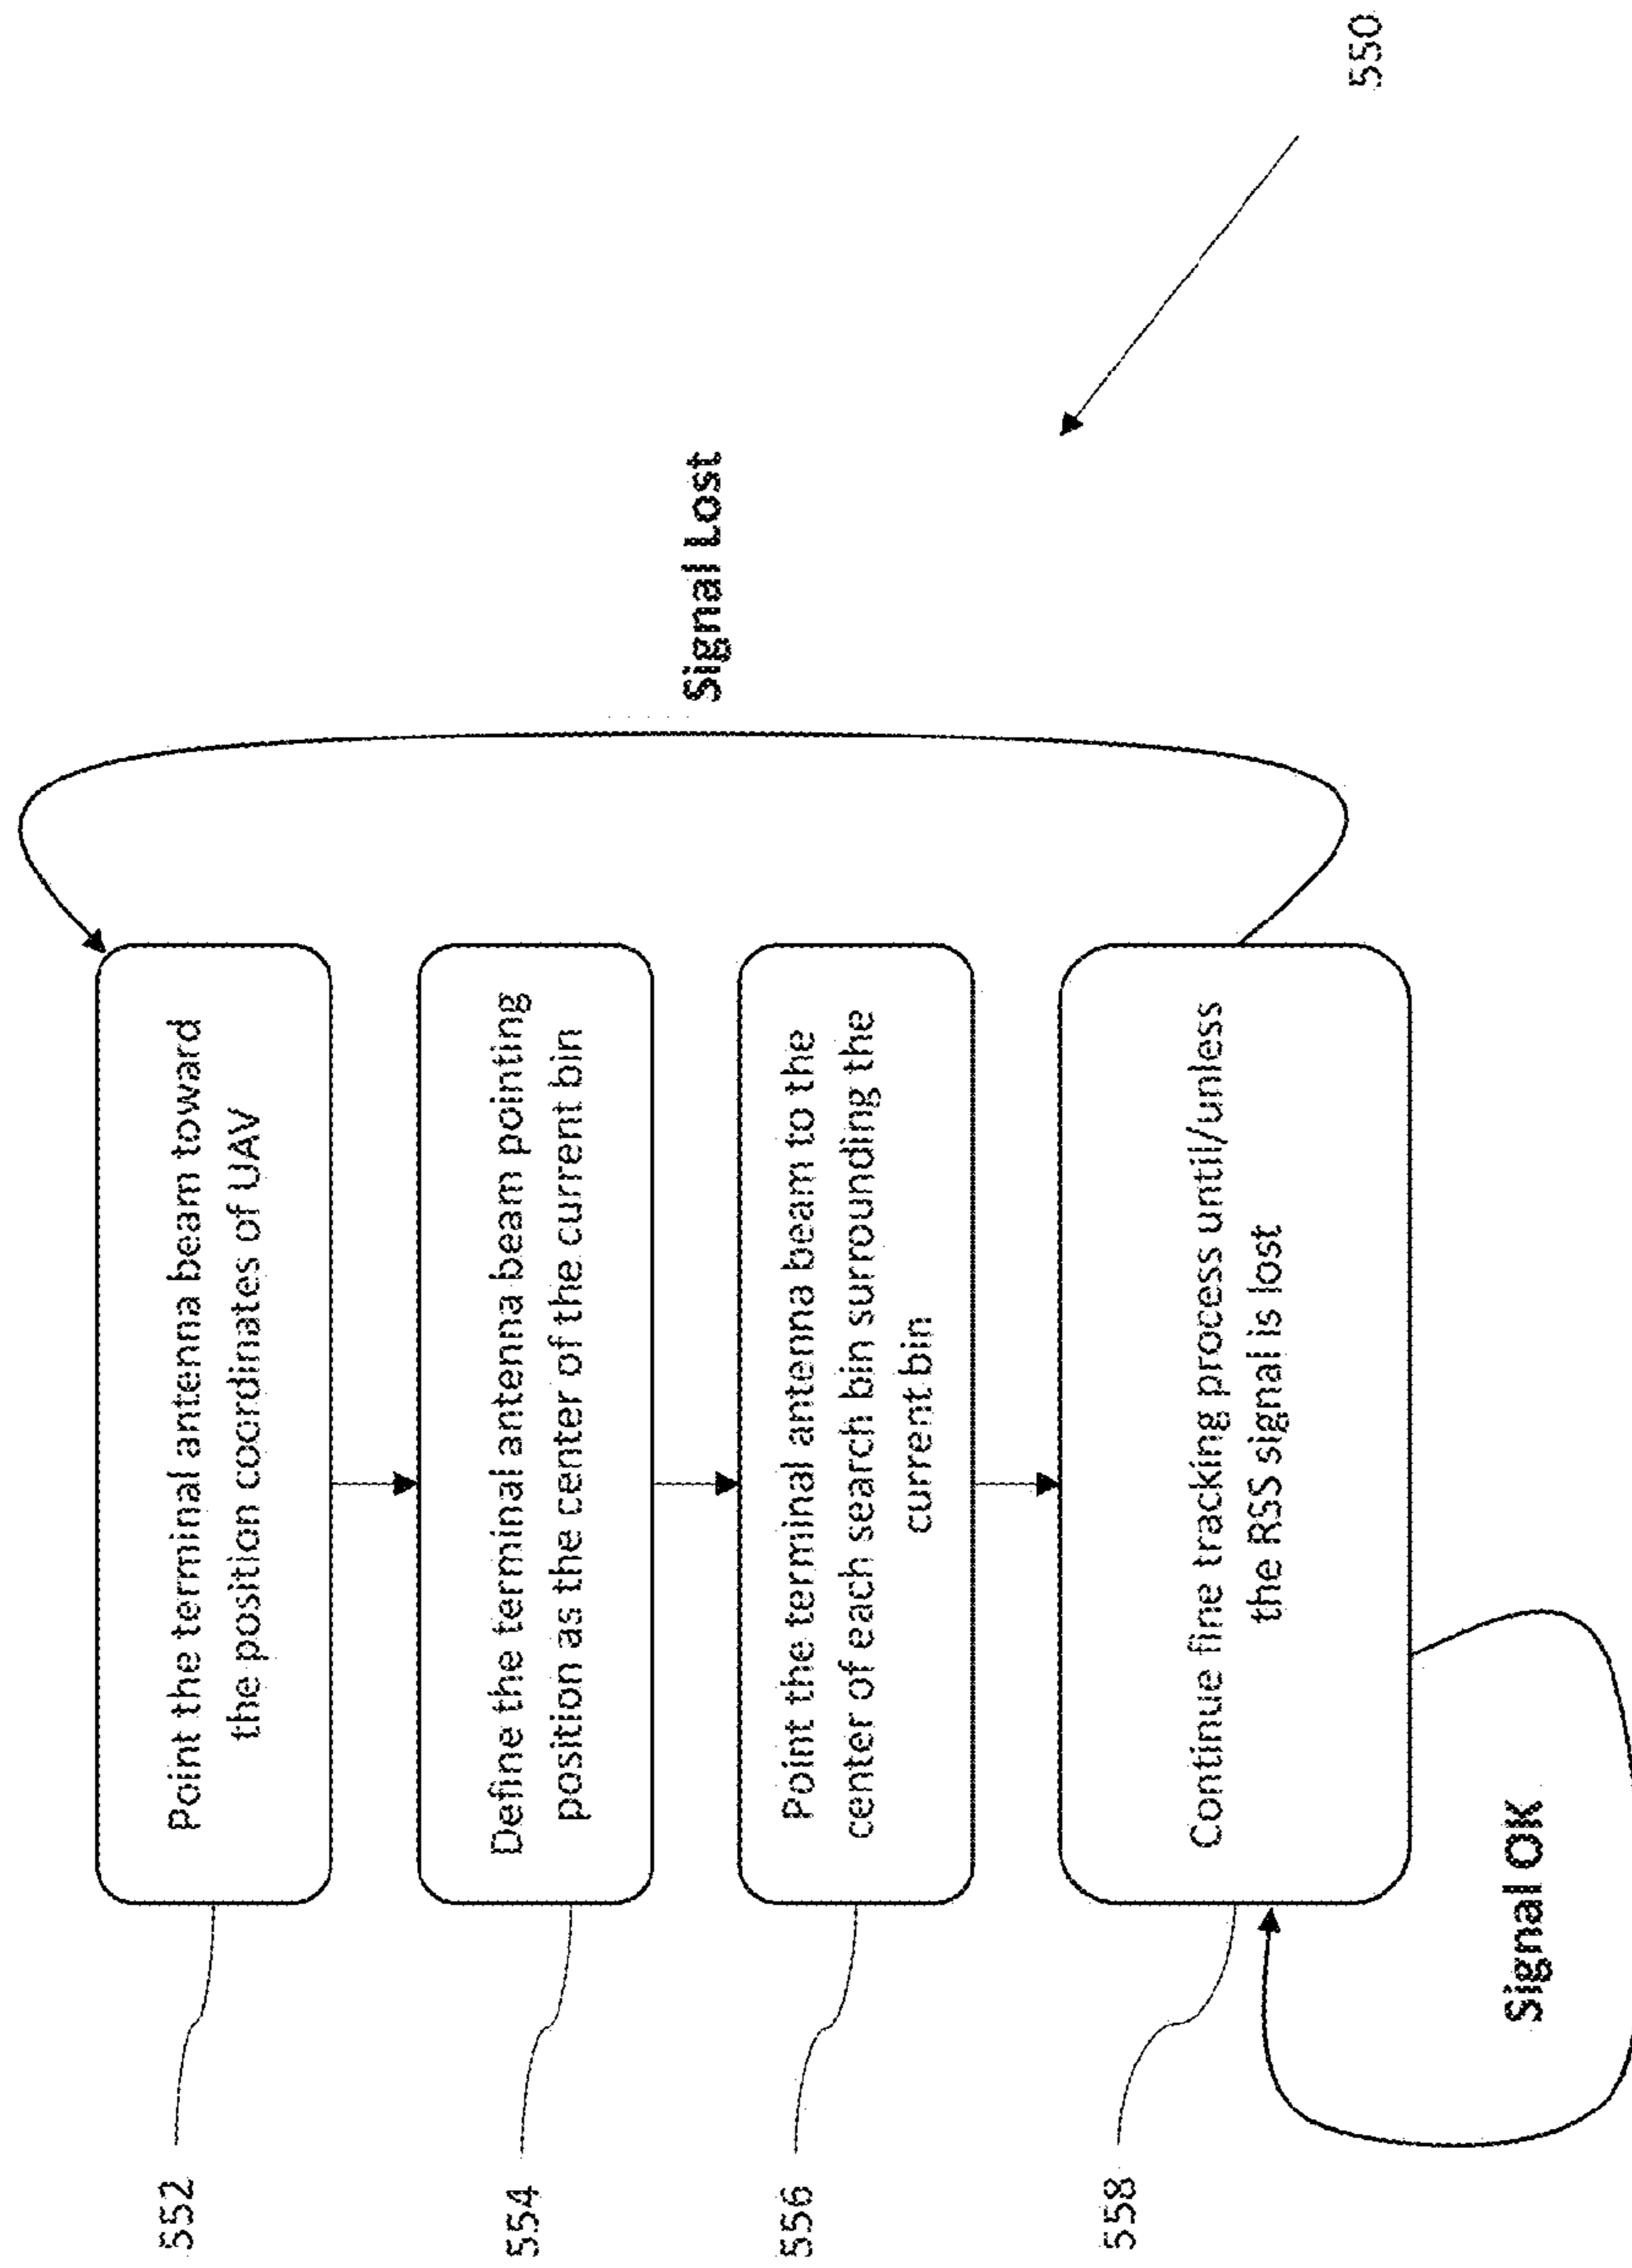 550
552
Point the terminal antenna beam toward
the position coordinates of UAV
554
Define the terminal antenna beam pointing
position as the center of the current bin
556
Point the terminal antenna beam to the
center of each search bin surrounding the
current bin
558
Continue fine tracking process until/unless
the RSS signal is lost
Signal Lost
Signal OK